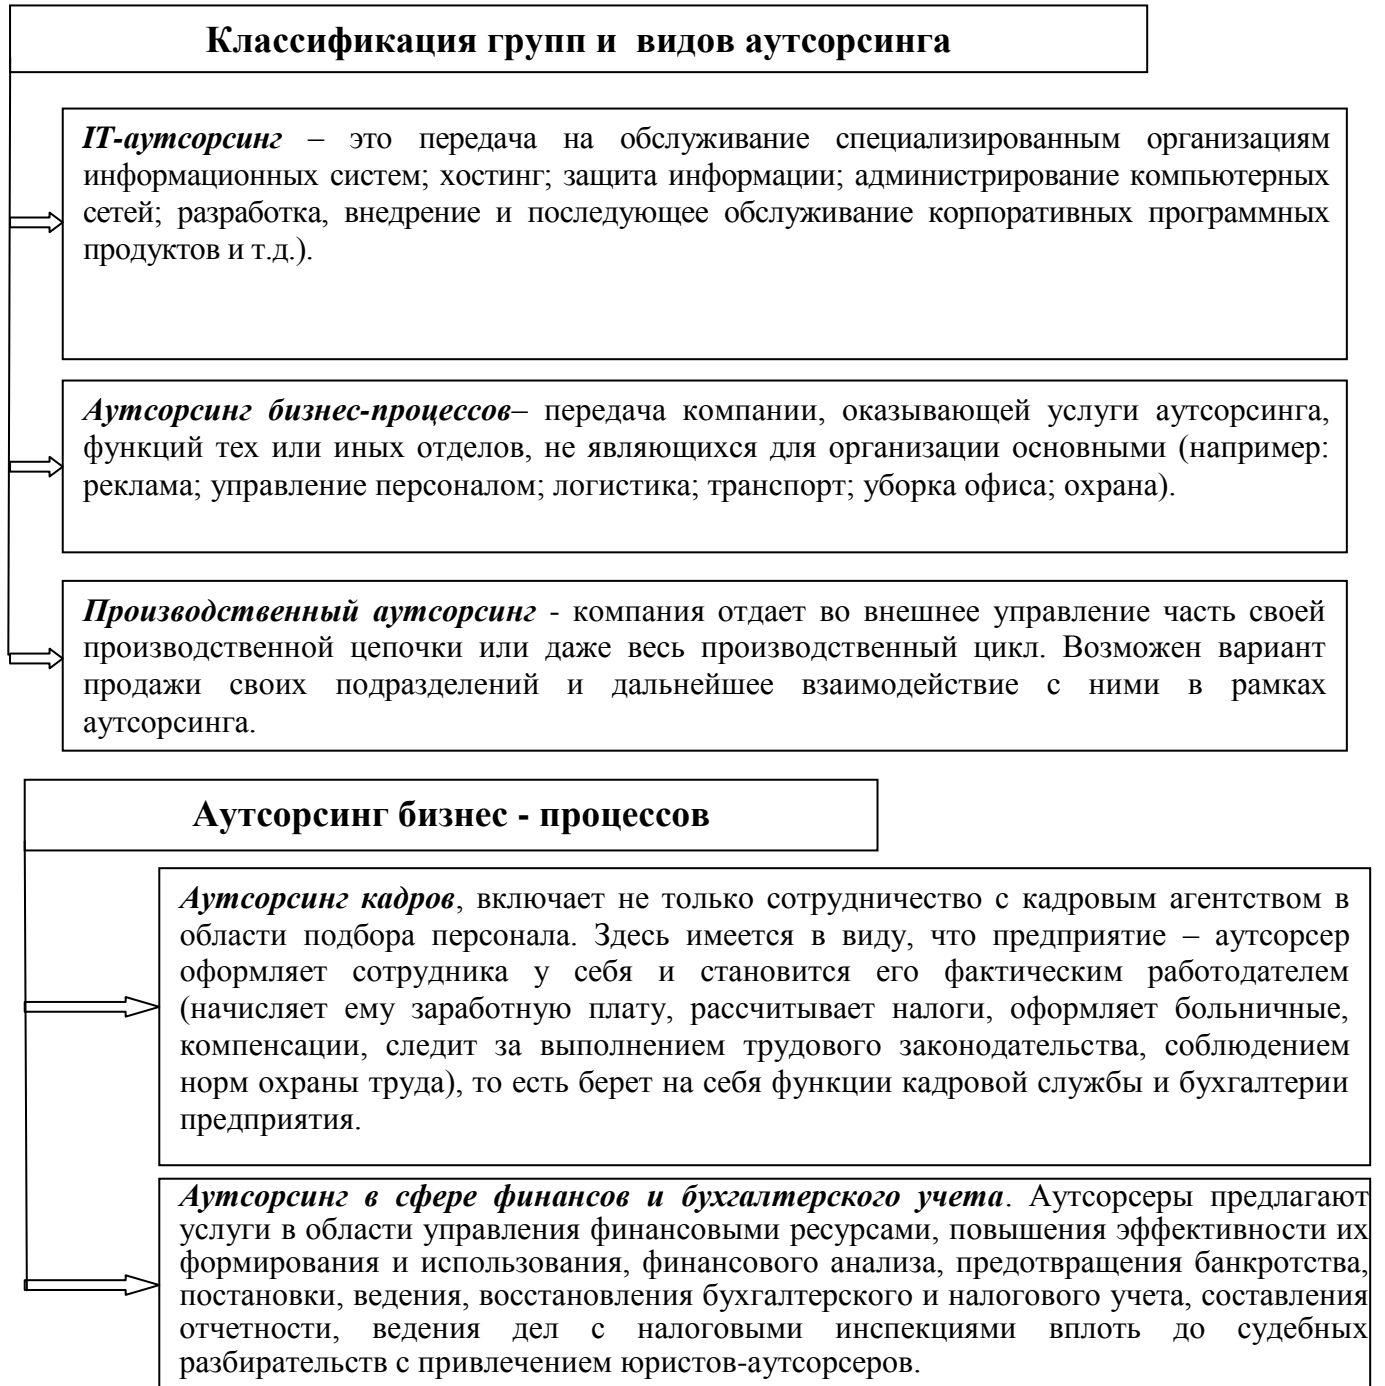 Классификация групп и видов аутсорсинга
IT-аутсорсинг – это передача на обслуживание специализированным организациям
информационных систем; хостинг; защита информации; администрирование компьютерных
сетей; разработка, внедрение и последующее обслуживание корпоративных программных
продуктов и т.д.).
Аутсорсинг бизнес-процессов– передача компании, оказывающей услуги аутсорсинга,
функций тех или иных отделов, не являющихся для организации основными (например:
реклама; управление персоналом; логистика; транспорт; уборка офиса; охрана).
Производственный аутсорсинг - компания отдает во внешнее управление часть своей
производственной цепочки или даже весь производственный цикл. Возможен вариант
продажи своих подразделений и дальнейшее взаимодействие с ними в рамках
аутсорсинга.
Аутсорсинг бизнес - процессов
Аутсорсинг кадров, включает не только сотрудничество с кадровым агентством в
области подбора персонала. Здесь имеется в виду, что предприятие – аутсорсер
оформляет сотрудника у себя и становится его фактическим работодателем
(начисляет ему заработную плату, рассчитывает налоги, оформляет больничные,
компенсации, следит за выполнением трудового законодательства, соблюдением
норм охраны труда), то есть берет на себя функции кадровой службы и бухгалтерии
предприятия.
Аутсорсинг в сфере финансов и бухгалтерского учета. Аутсорсеры предлагают
услуги в области управления финансовыми ресурсами, повышения эффективности их
формирования и использования, финансового анализа, предотвращения банкротства,
постановки, ведения, восстановления бухгалтерского и налогового учета, составления
отчетности, ведения дел с налоговыми инспекциями вплоть до судебных
разбирательств с привлечением юристов-аутсорсеров.